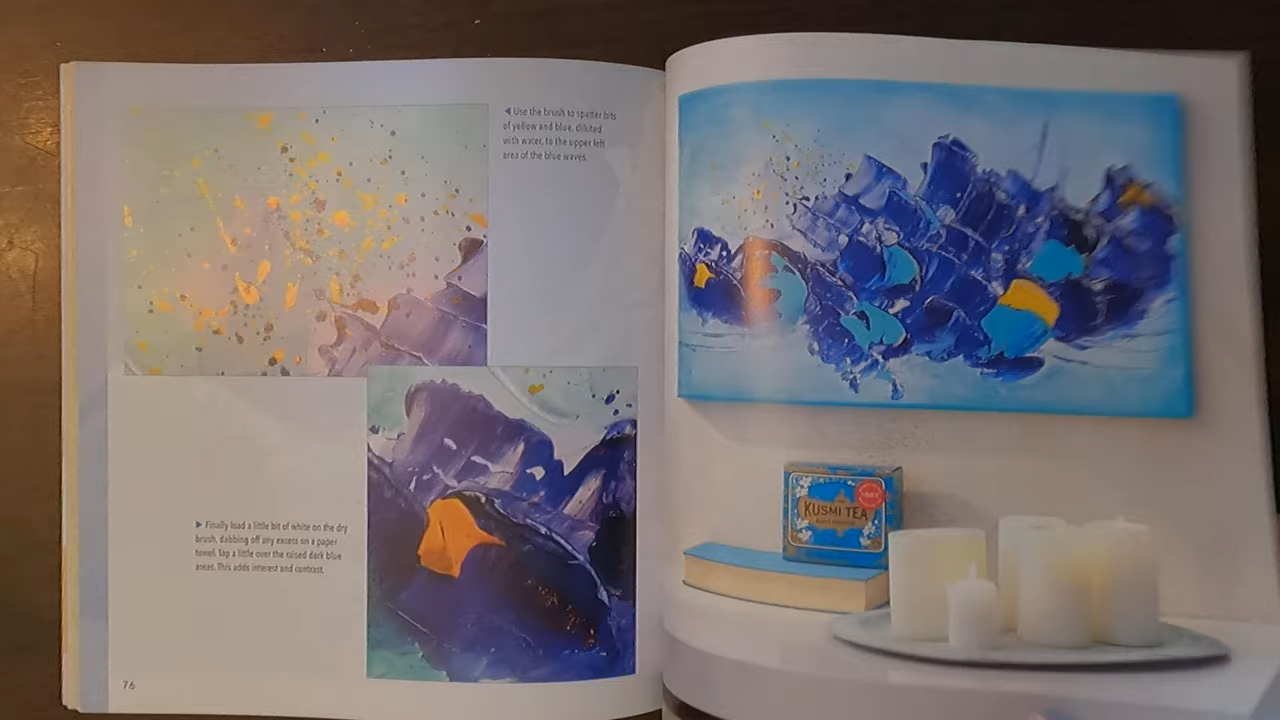 ◄ Use the brush to spatter bits
of yellow and blue, diluted
with water, to the upper left
area of the blue waves.
► Finally load a little bit of white on the dry
brush, dabbing off any excess on a paper
towel. Tap a little over the raised dark blue
areas. This adds interest and contrast.
76
KUSMI TEA